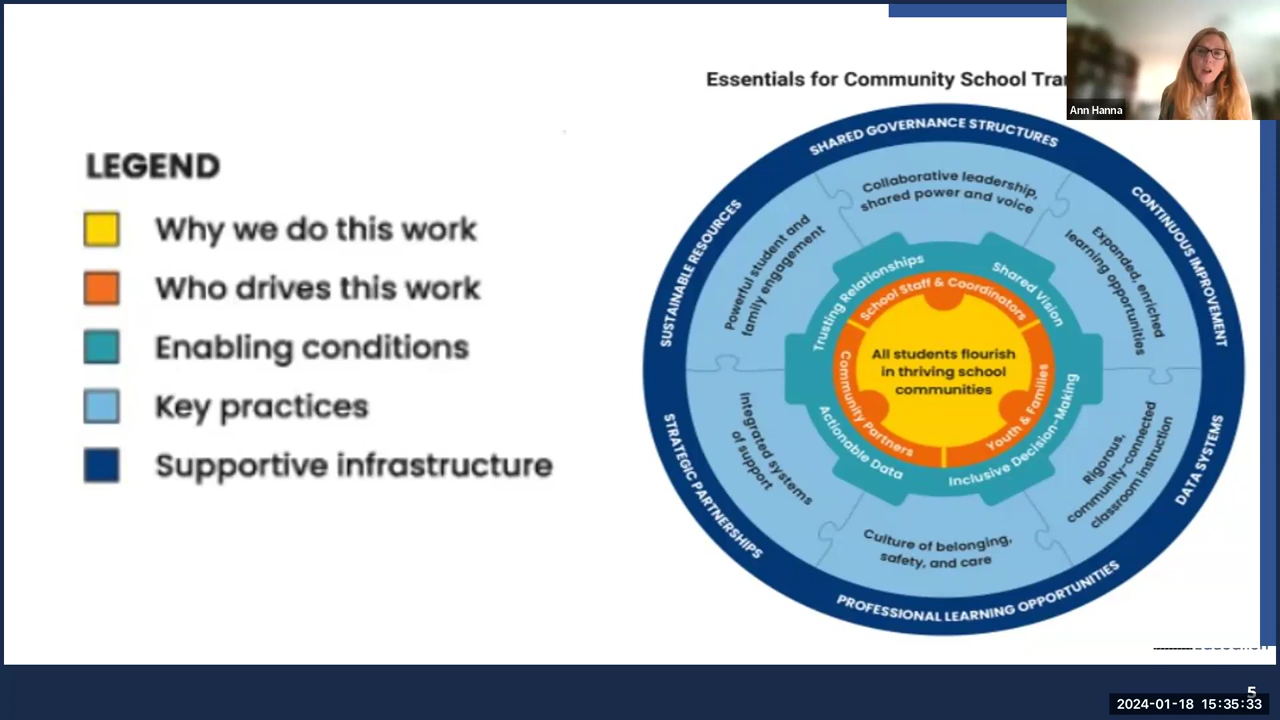 Essentials for Community School
Ann Hanna
LEGEND
Why we do this work
Who drives this work
Enabling conditions
Key practices
Supportive infrastructure
SHARED GOVERNANCE STRUCTURES
CONTINUOUS IMPROVEMENT
DATA SYSTEMS
PROFESSIONAL LEARNING OPPORTUNITIES
STRATEGIC PARTNERSHIPS
SUSTAINABLE RESOURCES
Collaborative leadership,
shared power and voice
Expanded, enriched
learning opportunities
Rigorous,
community-connected
classroom instruction
Culture of belonging,
safety, and care
Integrated systems
of support
Powerful student and
family engagement
Trusting Relationships
Shared Vision
Inclusive Decision-Making
Actionable Data
School Staff & Coordinators
Youth & Families
Community Partners
All students flourish
in thriving school
communities
5
2024-01-18 15:35:33